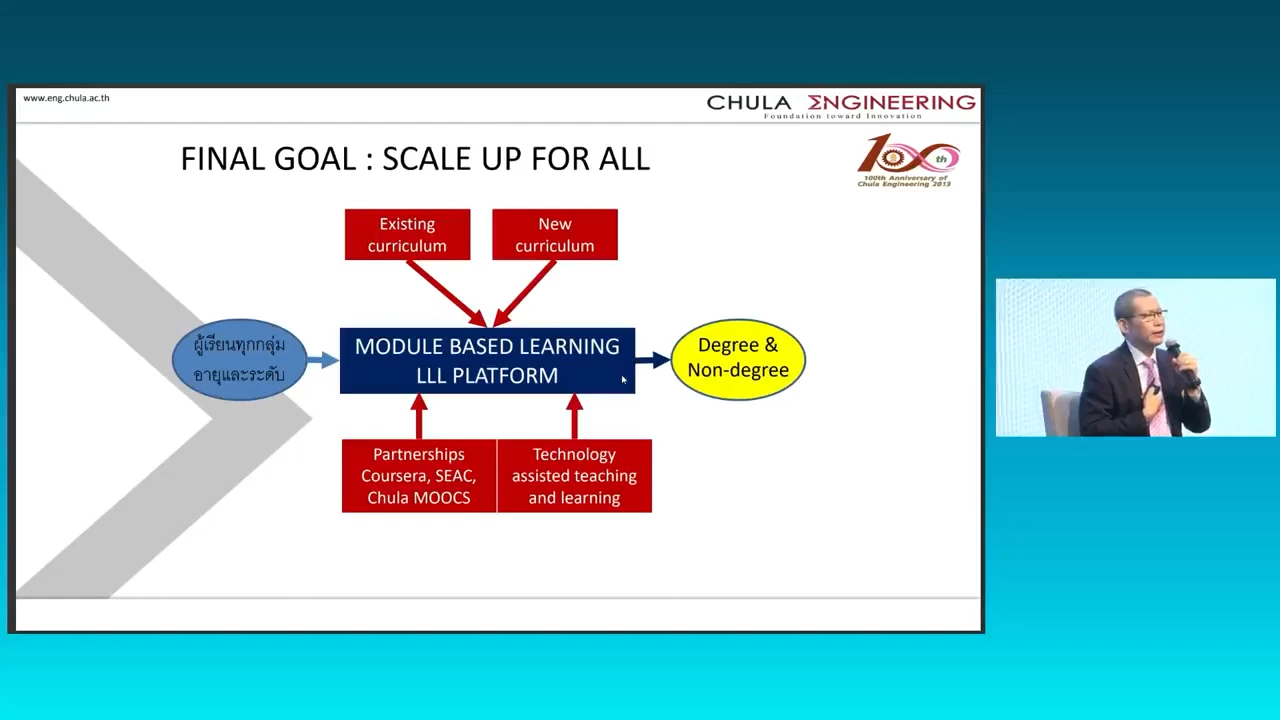 www.eng.chula.ac.th
CHULA ΣNGINEERING
Foundation toward Innovation
100th
100th Anniversary of
Chula Engineering 2013
FINAL GOAL : SCALE UP FOR ALL
Existing
curriculum
New
curriculum
ผู้เรียนทุกกลุ่ม
อายุและระดับ
MODULE BASED LEARNING
LLL PLATFORM
Degree &
Non-degree
Partnerships
Coursera, SEAC,
Chula MOOCS
Technology
assisted teaching
and learning